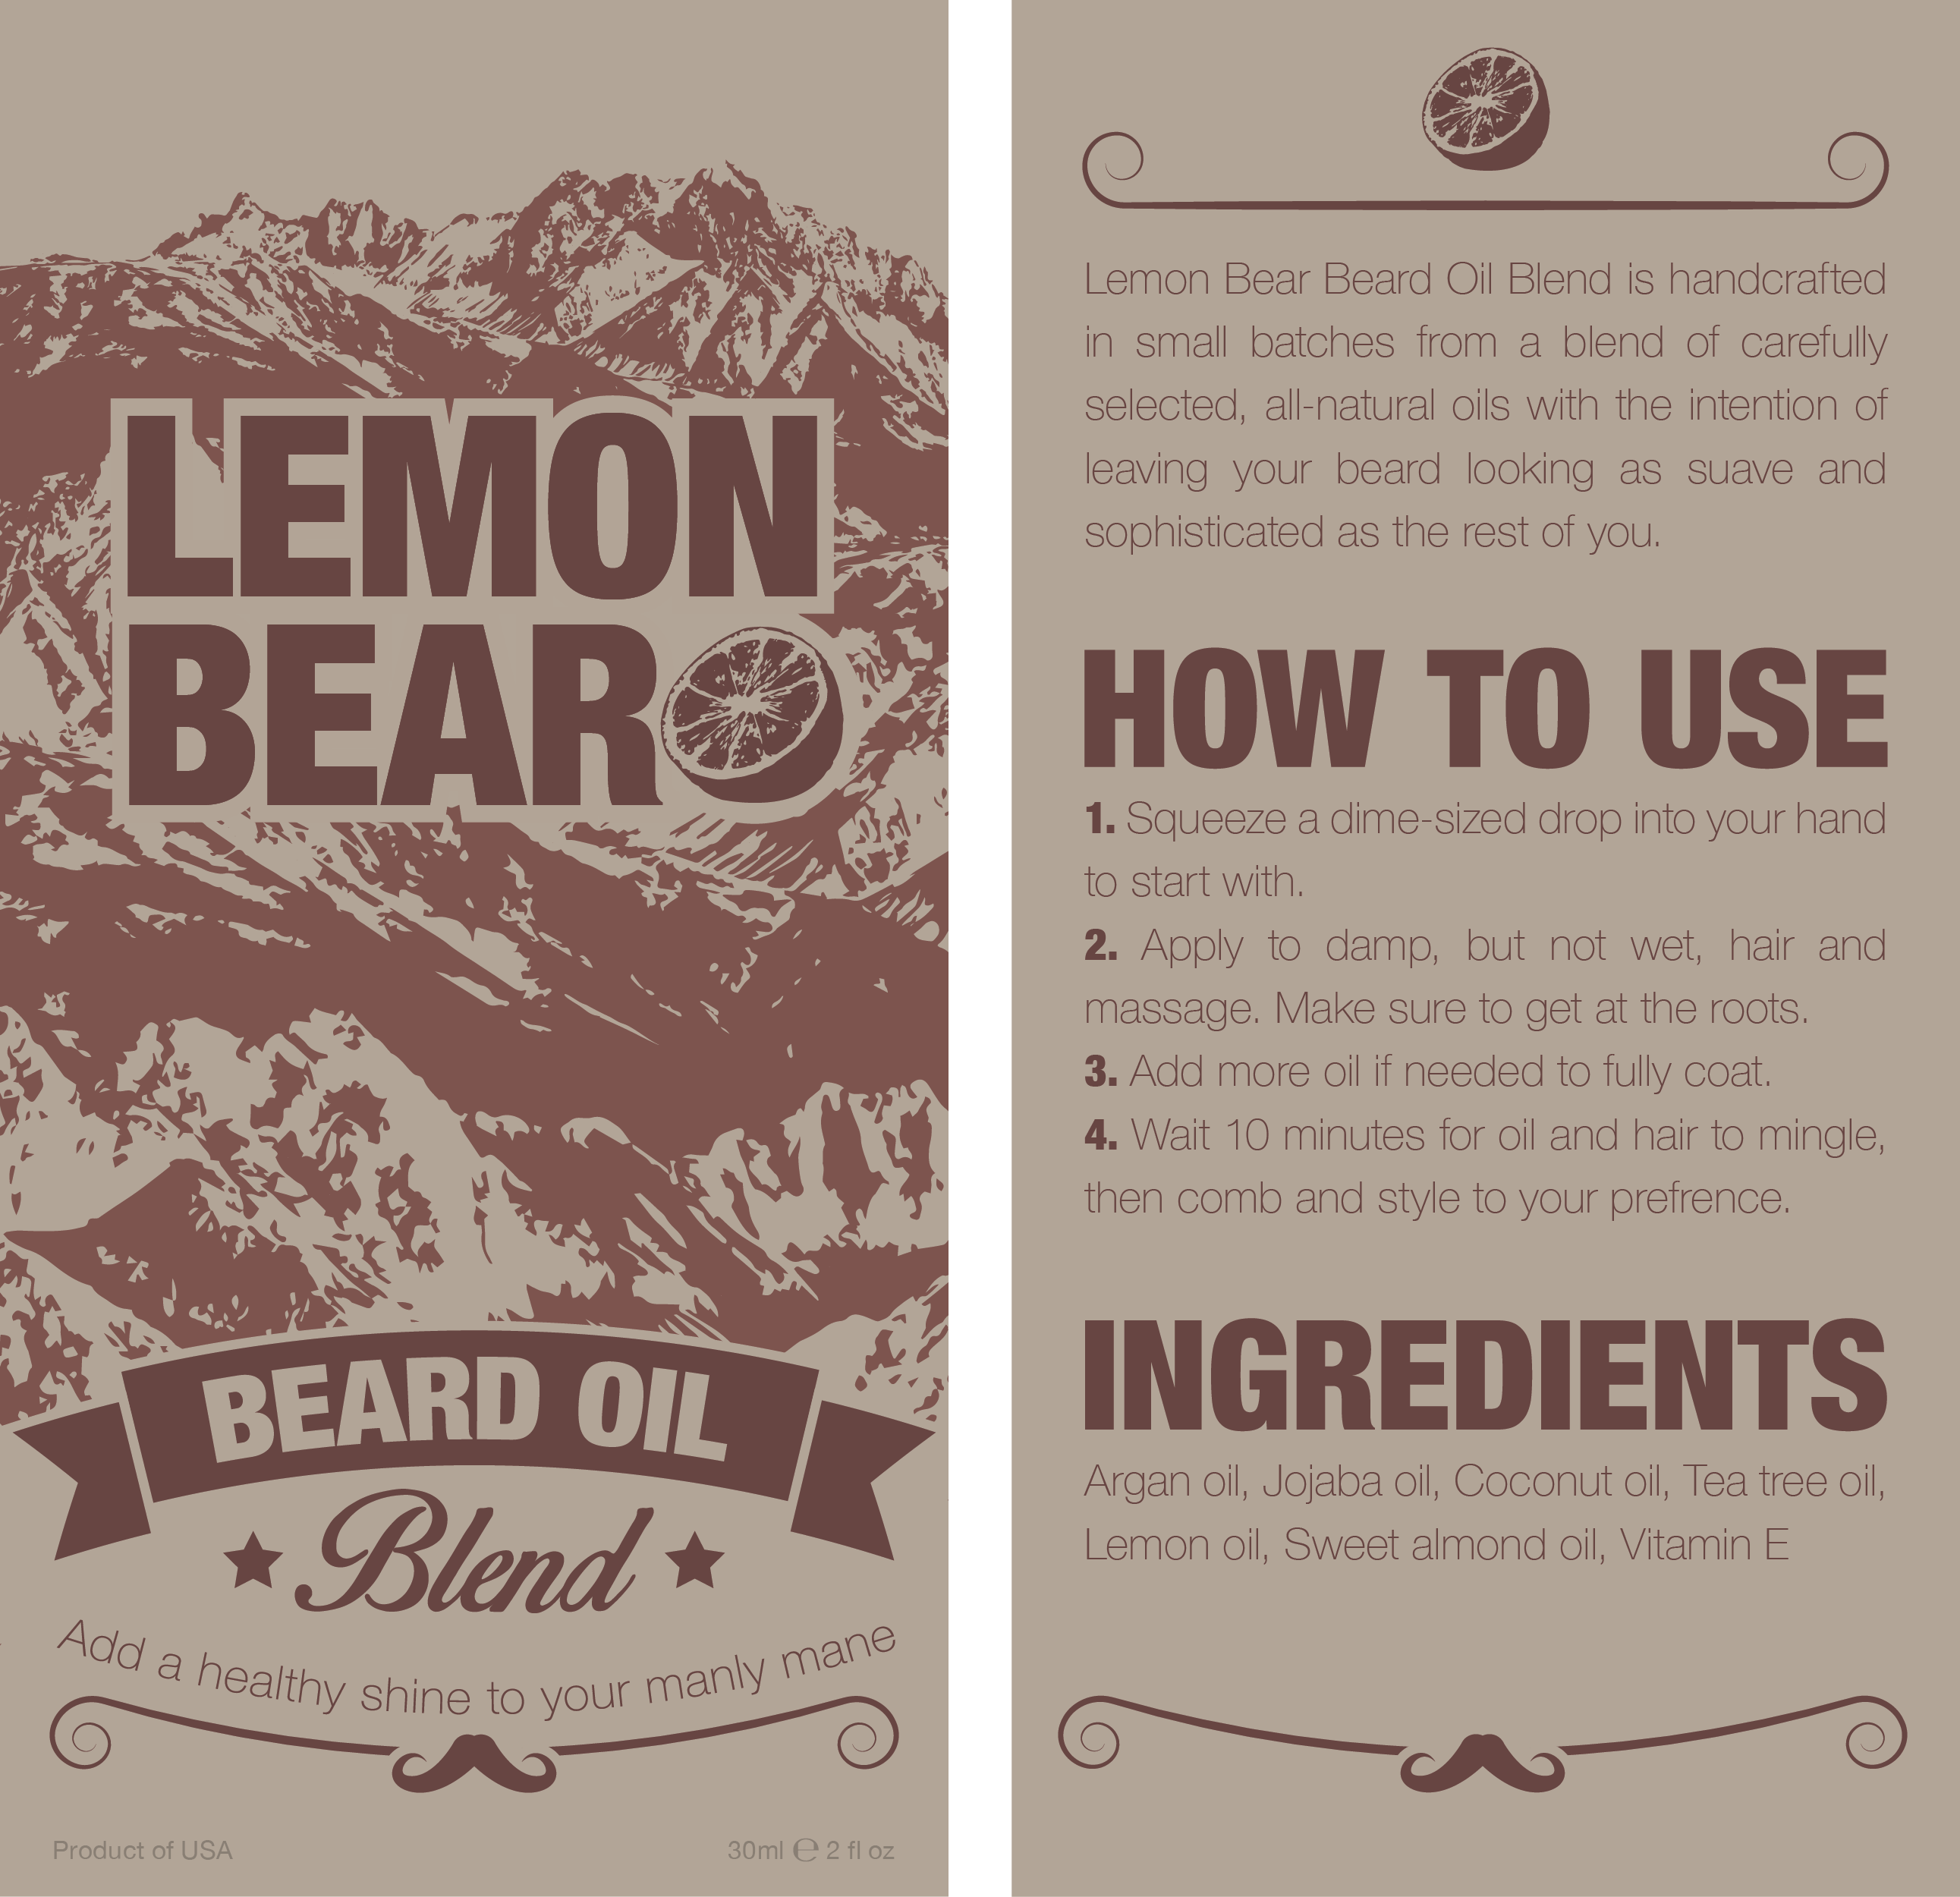 LEMON
BEAR
BEARD OIL
Blend
Add a healthy shine to your manly mane
Product of USA
30ml ℮ 2 fl oz
Lemon Bear Beard Oil Blend is handcrafted
in small batches from a blend of carefully
selected, all-natural oils with the intention of
leaving your beard looking as suave and
sophisticated as the rest of you.
HOW TO USE
1. Squeeze a dime-sized drop into your hand
to start with.
2. Apply to damp, but not wet, hair and
massage. Make sure to get at the roots.
3. Add more oil if needed to fully coat.
4. Wait 10 minutes for oil and hair to mingle,
then comb and style to your prefrence.
INGREDIENTS
Argan oil, Jojaba oil, Coconut oil, Tea tree oil,
Lemon oil, Sweet almond oil, Vitamin E